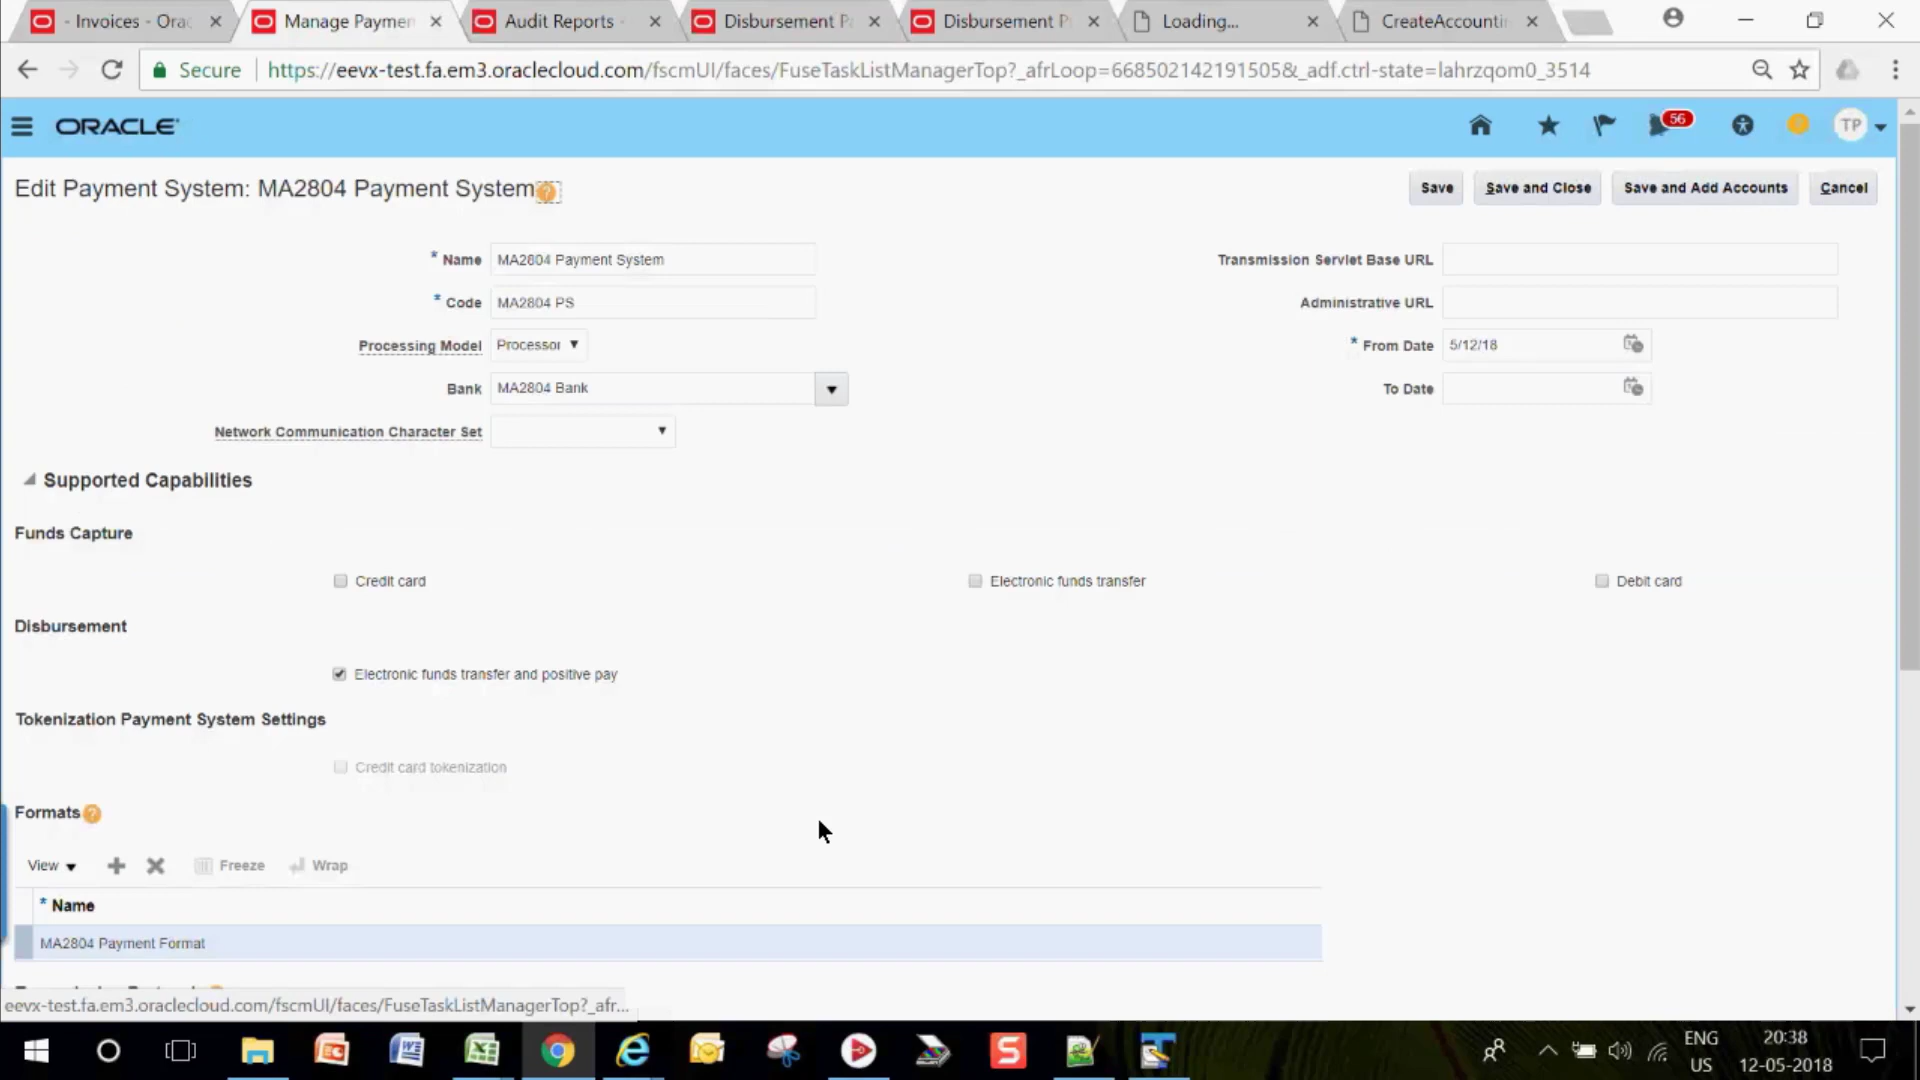 - Invoices - Orac
Manage Paymen
Audit Reports -
Disbursement P
Disbursement P
Loading...
CreateAccounti
Secure
https://eevx-test.fa.em3.oraclecloud.com/fscmUI/faces/FuseTaskListManagerTop?_afrLoop=668502142191505&_adf.ctrl-state=lahrzqom0_3514
ORACLE
56
TP
Edit Payment System: MA2804 Payment System
Save
Save and Close
Save and Add Accounts
Cancel
* Name MA2804 Payment System
Transmission Servlet Base URL
* Code MA2804 PS
Administrative URL
Processing Model Processor
* From Date 5/12/18
Bank MA2804 Bank
To Date
Network Communication Character Set
Supported Capabilities
Funds Capture
Credit card
Electronic funds transfer
Debit card
Disbursement
Electronic funds transfer and positive pay
Tokenization Payment System Settings
Credit card tokenization
Formats
View Freeze Wrap
* Name
MA2804 Payment Format
eevx-test.fa.em3.oraclecloud.com/fscmUI/faces/FuseTaskListManagerTop?_afr...
ENG
US
20:38
12-05-2018